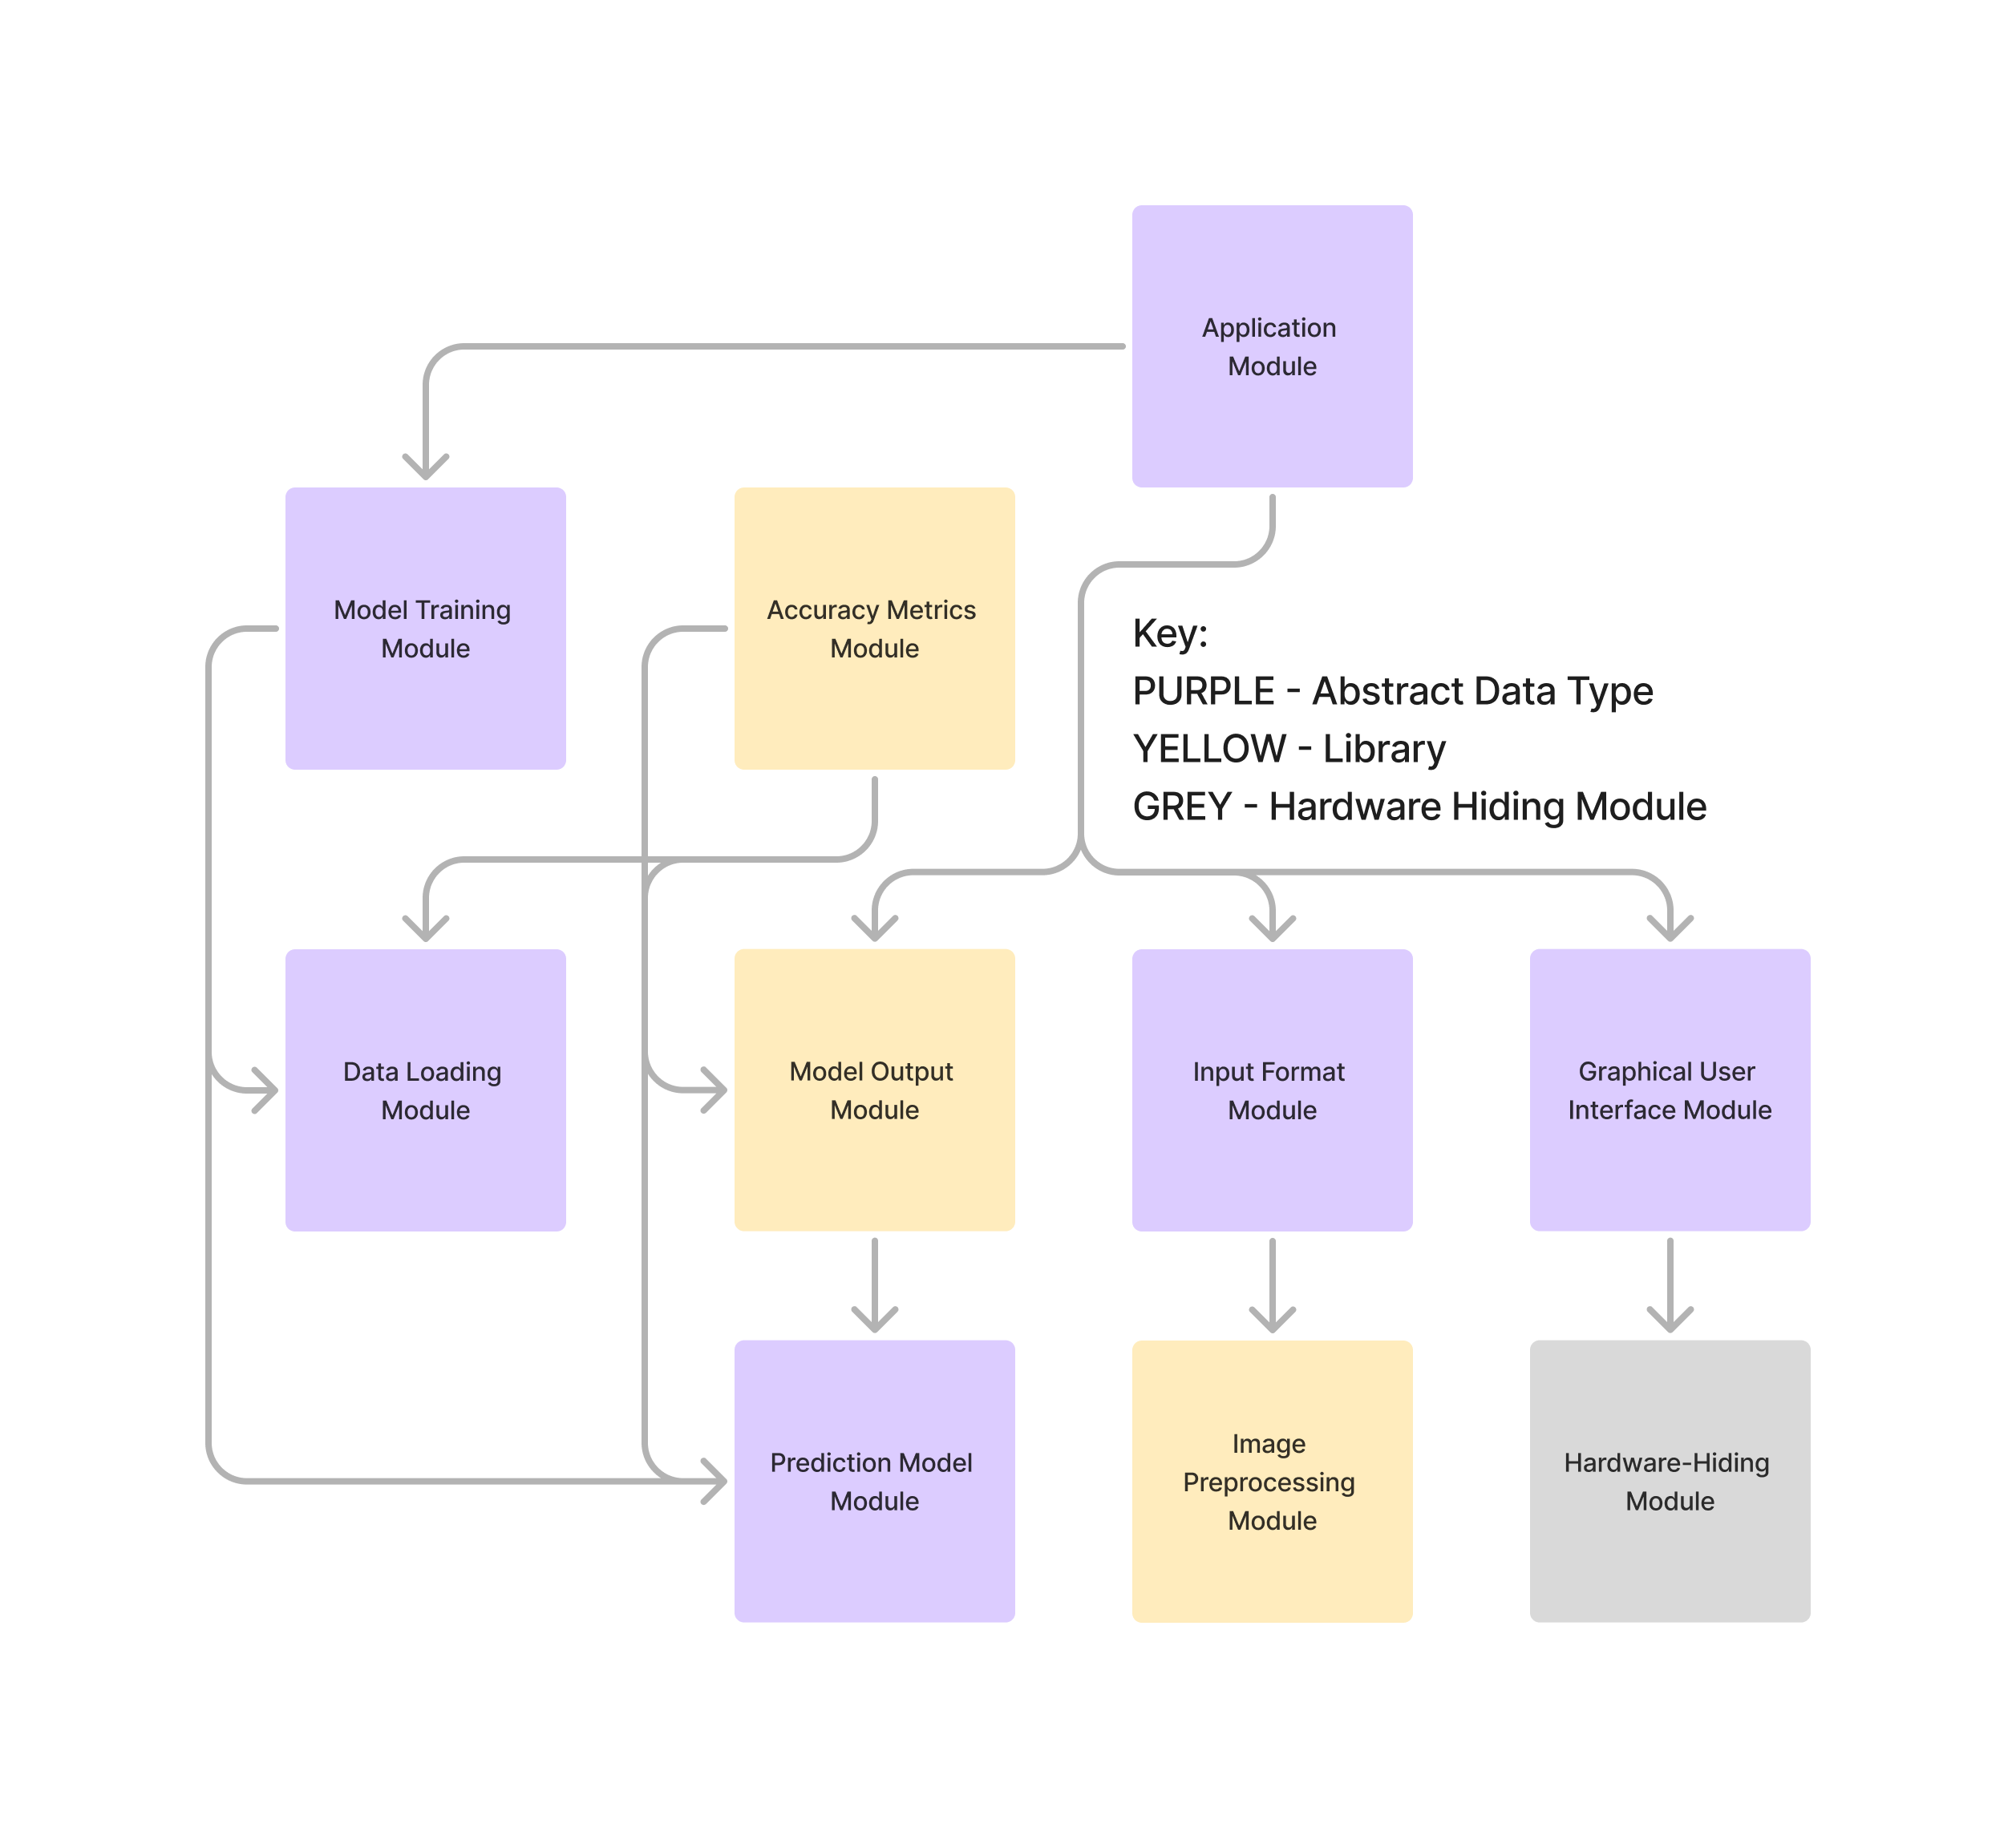 Application
Module
Model Training
Module
Accuracy Metrics
Module
Key:
PURPLE - Abstract Data Type
YELLOW - Library
GREY - Hardware Hiding Module
Data Loading
Module
Model Output
Module
Input Format
Module
Graphical User
Interface Module
Prediction Model
Module
Image
Preprocessing
Module
Hardware-Hiding
Module